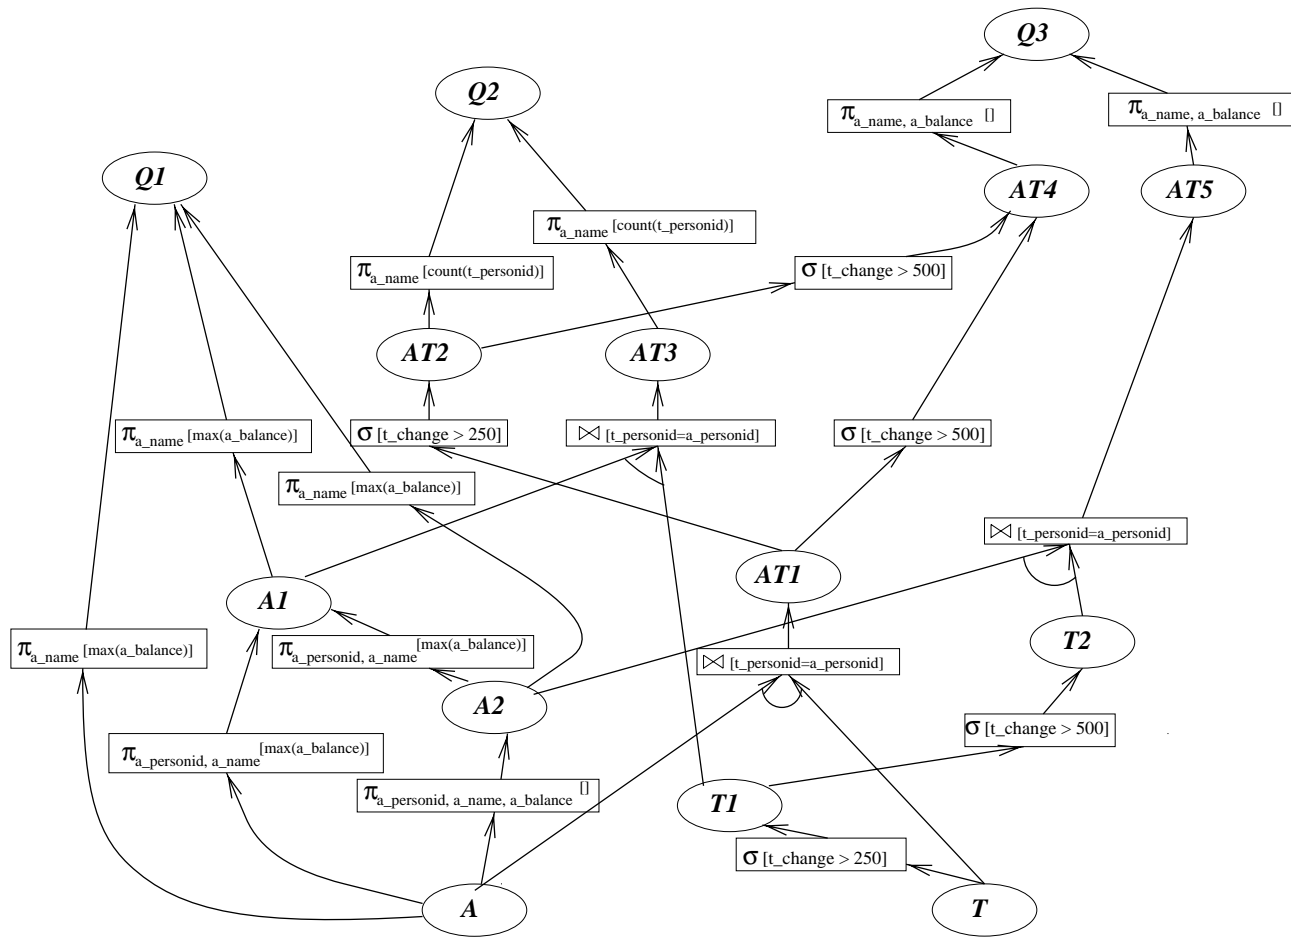 Q3
Q2
π a_name, a_balance []
π a_name, a_balance []
Q1
AT4
AT5
π a_name [count(t_personid)]
π a_name [count(t_personid)]
σ [t_change > 500]
AT2
AT3
π a_name [max(a_balance)]
σ [t_change > 250]
⋈ [t_personid=a_personid]
σ [t_change > 500]
π a_name [max(a_balance)]
⋈ [t_personid=a_personid]
AT1
A1
π a_name [max(a_balance)]
π a_personid, a_name [max(a_balance)]
T2
⋈ [t_personid=a_personid]
A2
σ [t_change > 500]
π a_personid, a_name [max(a_balance)]
π a_personid, a_name, a_balance []
T1
σ [t_change > 250]
A
T